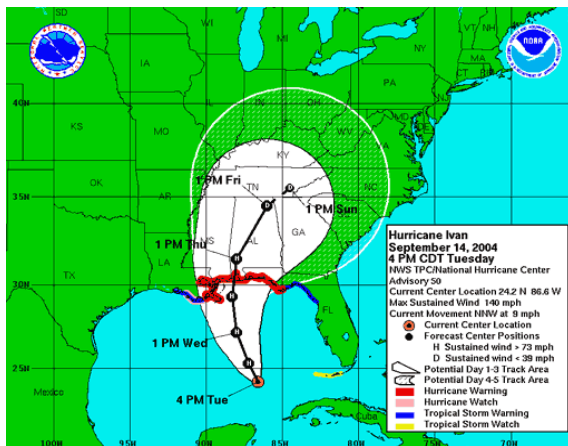 SD
WI
MI
NY
MA
NOAA
IA
PA
NE
40N
IL
IN
OH
MD
DE
KS
MO
WV
VA
KY
1 PM Fri
TN
NC
OK
AR
35N
1 PM Sun
1 PM Thu
MS
AL
GA
LA
TX
30N
FL
1 PM Wed
25N
4 PM Tue
Mexico
Cuba
100W
95W
90W
85W
80W
75W
70W
Hurricane Ivan
September 14, 2004
4 PM CDT Tuesday
NWS TPC/National Hurricane Center
Advisory 50
Current Center Location 24.2 N 86.6 W
Max Sustained Wind 140 mph
Current Movement NNW at 9 mph
Current Center Location
Forecast Center Positions
H Sustained wind > 73 mph
D Sustained wind < 39 mph
Potential Day 1-3 Track Area
Potential Day 4-5 Track Area
Hurricane Warning
Hurricane Watch
Tropical Storm Warning
Tropical Storm Watch